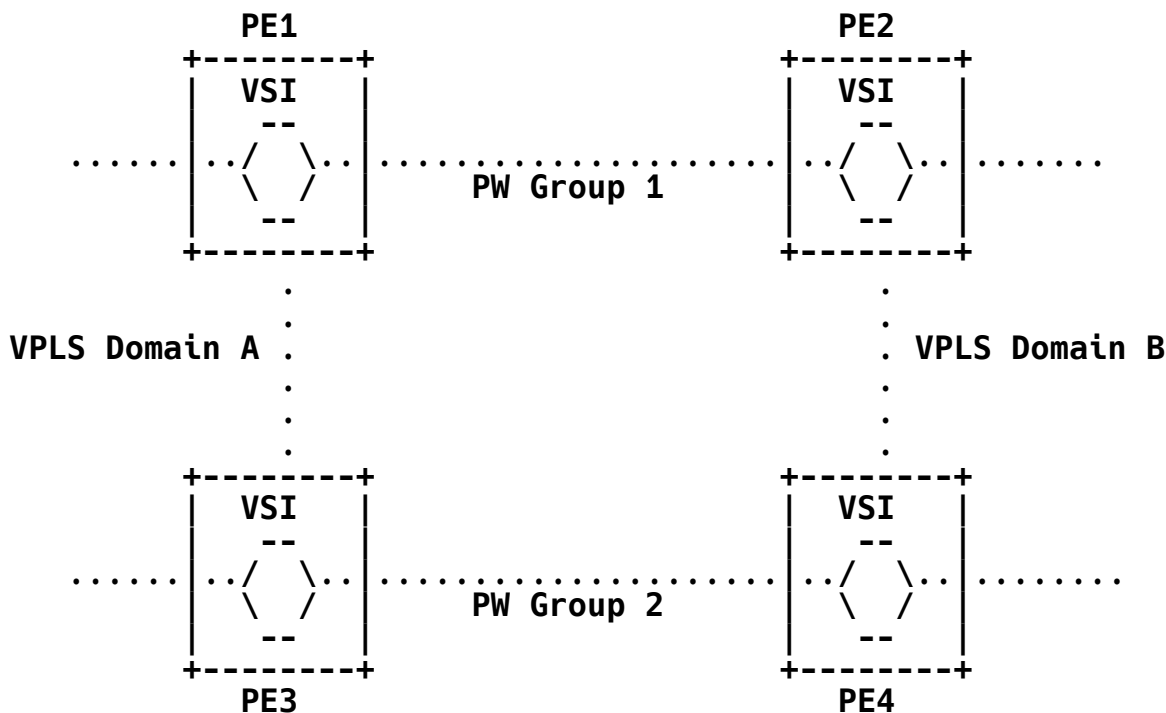 PE1 PE2
VSI VSI
PW Group 1
VPLS Domain A VPLS Domain B
VSI VSI
PW Group 2
PE3 PE4